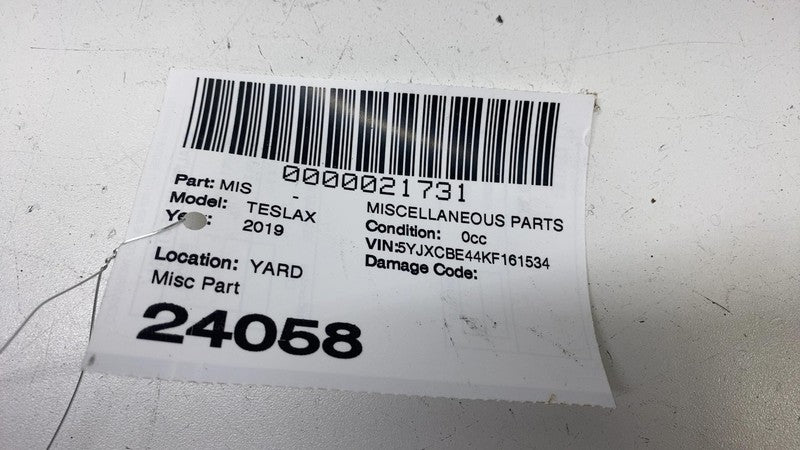 0000021731
Part: MIS -
MISCELLANEOUS PARTS
Model: TESLAX
Condition: 0cc
2019
VIN:5YJXCBE44KF161534
Damage Code:
Location: YARD
Misc Part
24058